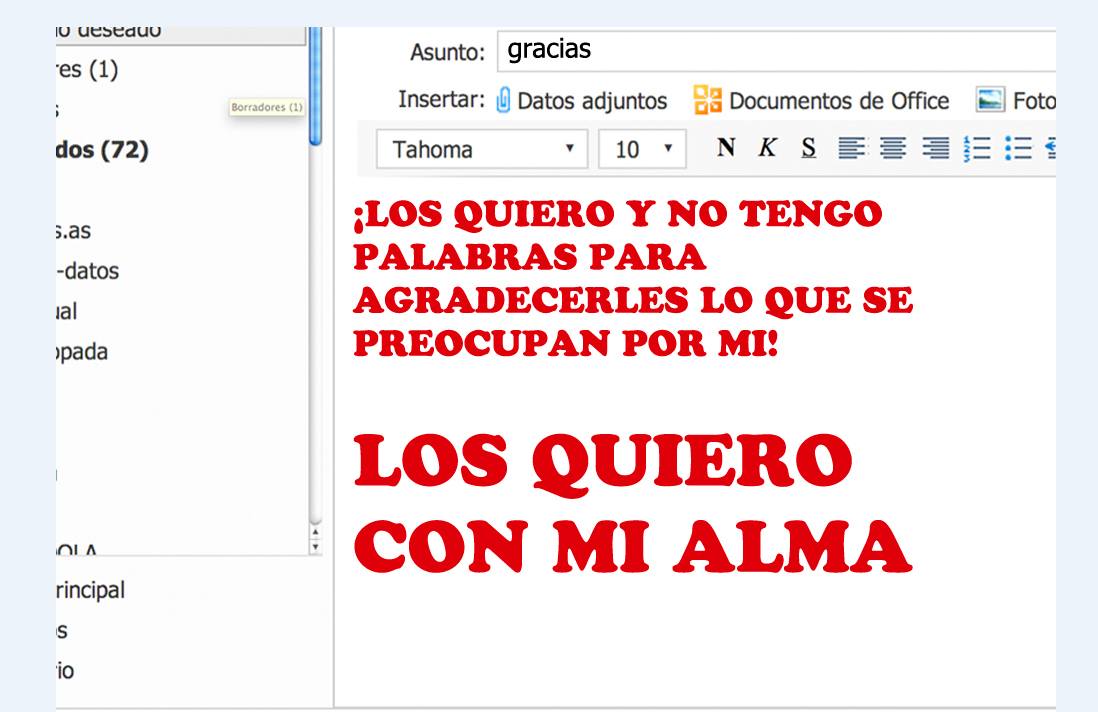 o deseado
res (1)
s
Borradores (1)
dos (72)
s.as
-datos
ual
opada
OLA
rincipal
os
rio
Asunto: gracias
Insertar: Datos adjuntos Documentos de Office Foto
Tahoma 10 N K S
¡LOS QUIERO Y NO TENGO
PALABRAS PARA
AGRADECERLES LO QUE SE
PREOCUPAN POR MI!
LOS QUIERO
CON MI ALMA